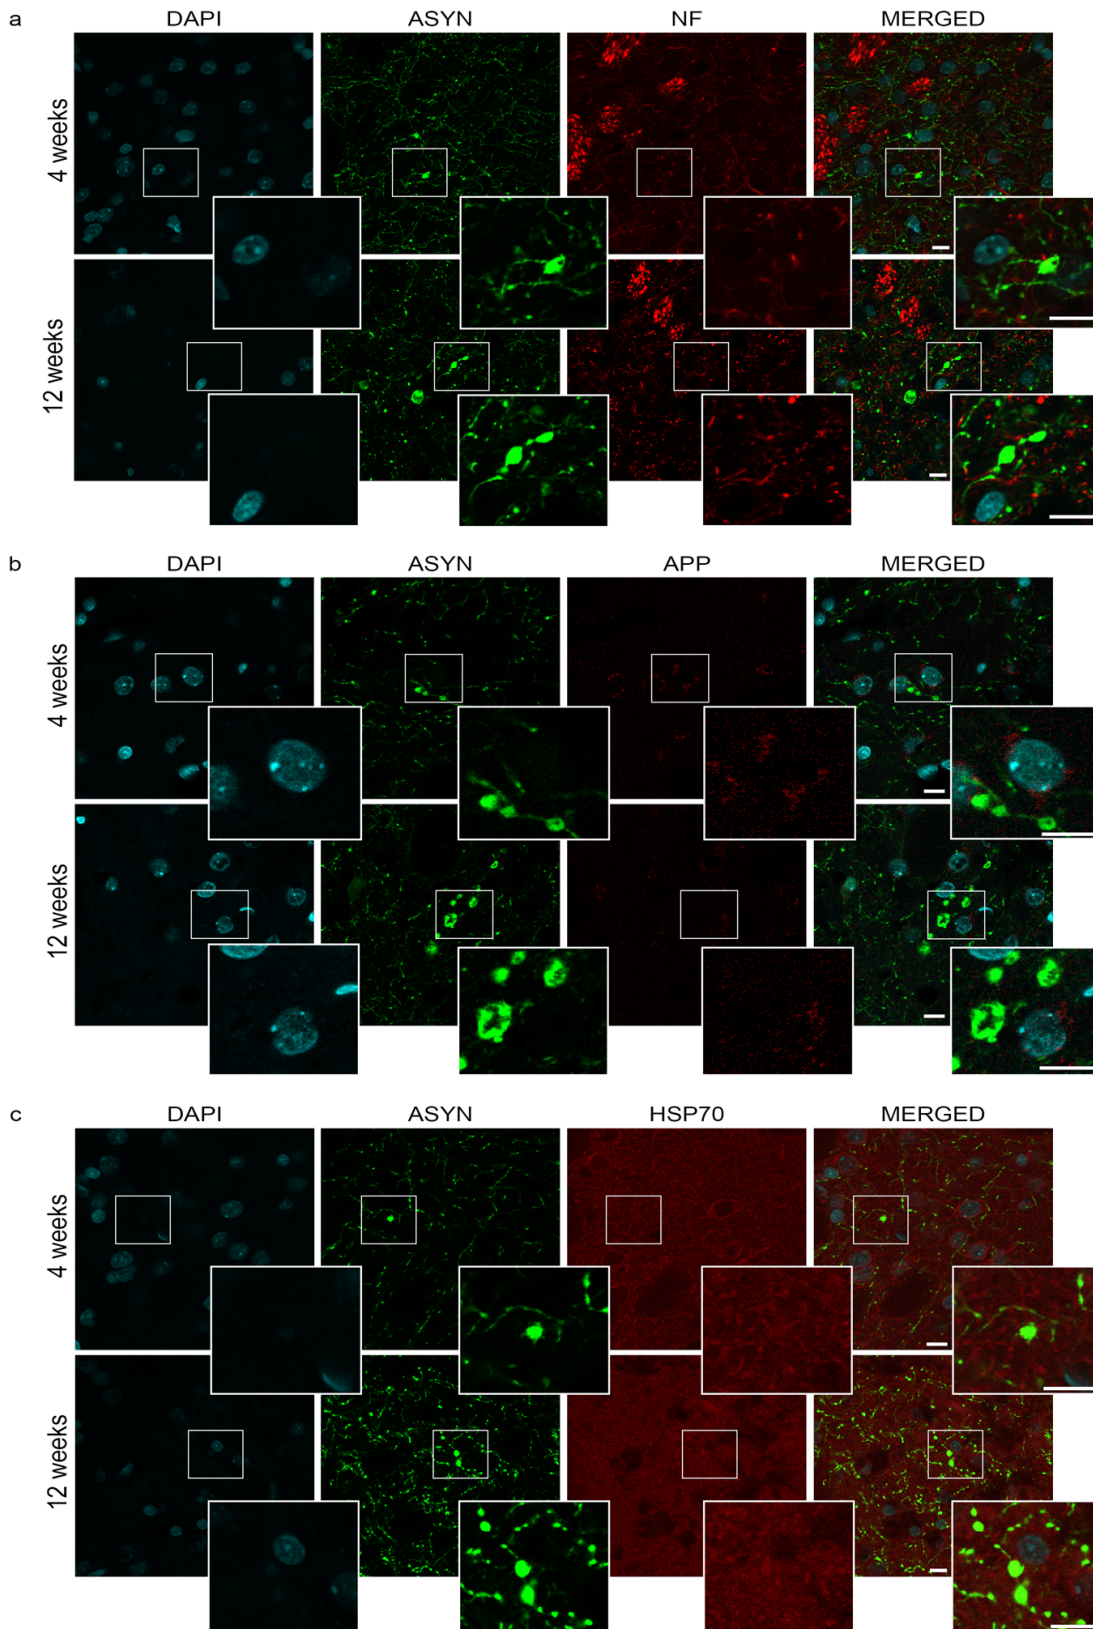 a
DAPI ASYN NF MERGED
4 weeks
12 weeks
b
DAPI ASYN APP MERGED
4 weeks
12 weeks
c
DAPI ASYN HSP70 MERGED
4 weeks
12 weeks